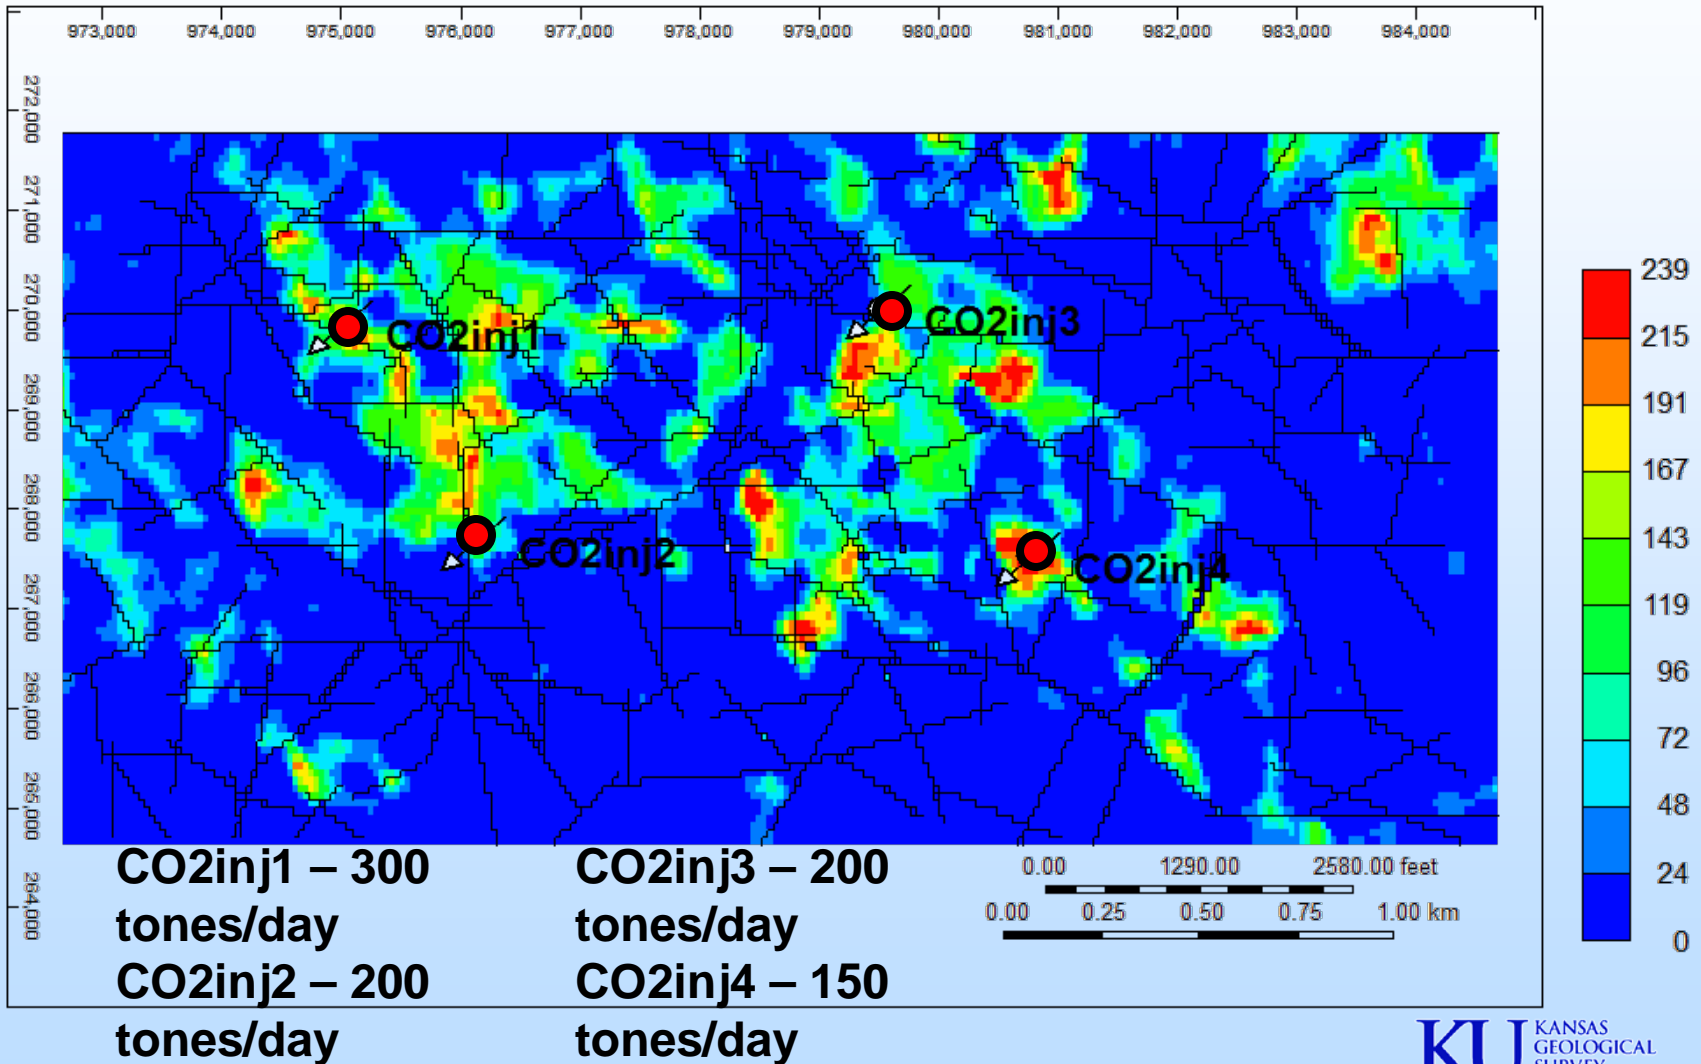 973,000 974,000 975,000 976,000 977,000 978,000 979,000 980,000 981,000 982,000 983,000 984,000
272,000
271,000
270,000
269,000
268,000
267,000
266,000
265,000
264,000
CO2inj1
CO2inj3
CO2inj2
CO2inj4
239
215
191
167
143
119
96
72
48
24
0
CO2inj1 – 300
tones/day
CO2inj2 – 200
tones/day
CO2inj3 – 200
tones/day
CO2inj4 – 150
tones/day
0.00 1290.00 2580.00 feet
0.00 0.25 0.50 0.75 1.00 km
KU KANSAS
GEOLOGICAL
SURVEY